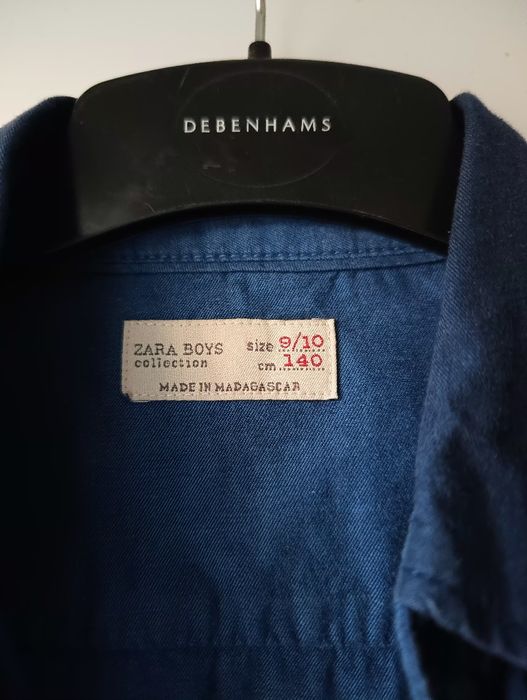 DEBENHAMS
ZARA BOYS size 9/10
collection cm 140
MADE IN MADAGASCAR